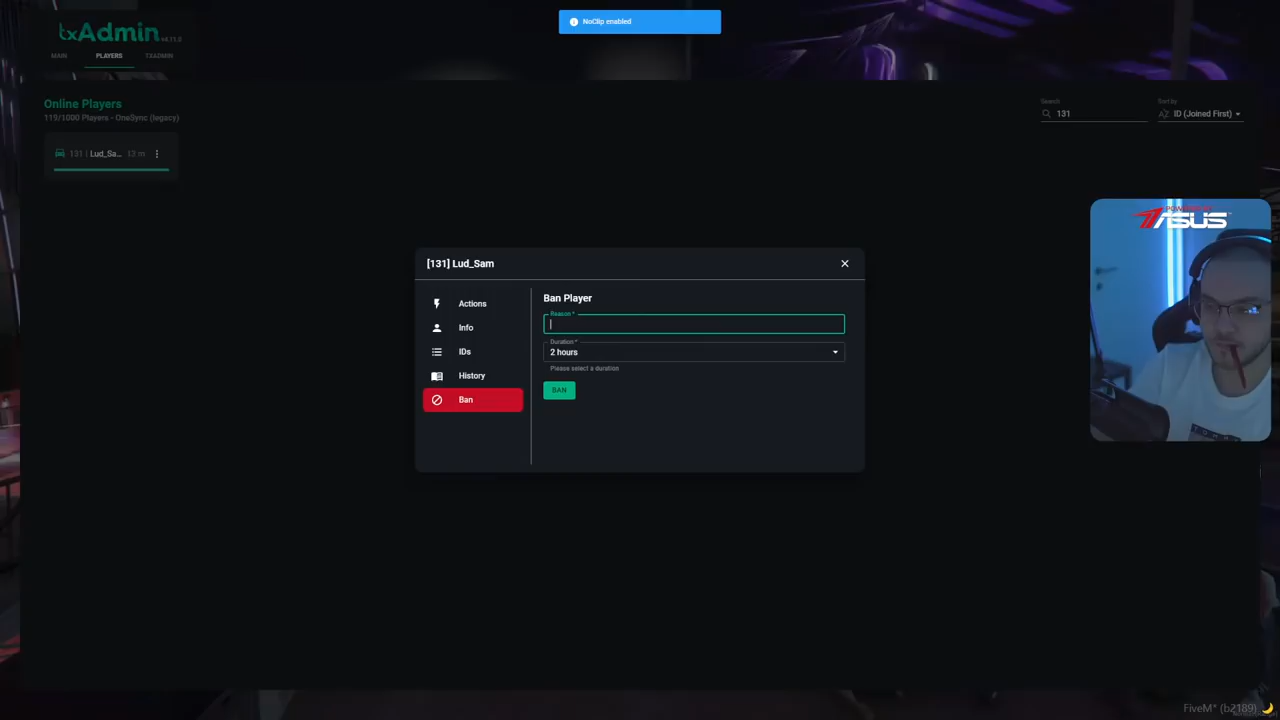 NoClip enabled
txAdmin
MAIN PLAYERS TXADMIN
Online Players
119/1000 Players - OneSync (legacy)
Search
131
Sort by
ID (Joined First)
131 | Lud_Sa... 13 m
[131] Lud_Sam
Actions
Info
IDs
History
Ban
Ban Player
Reason *
Duration *
2 hours
Please select a duration
BAN
ASUS
TOMMY
FiveM* (b2189)